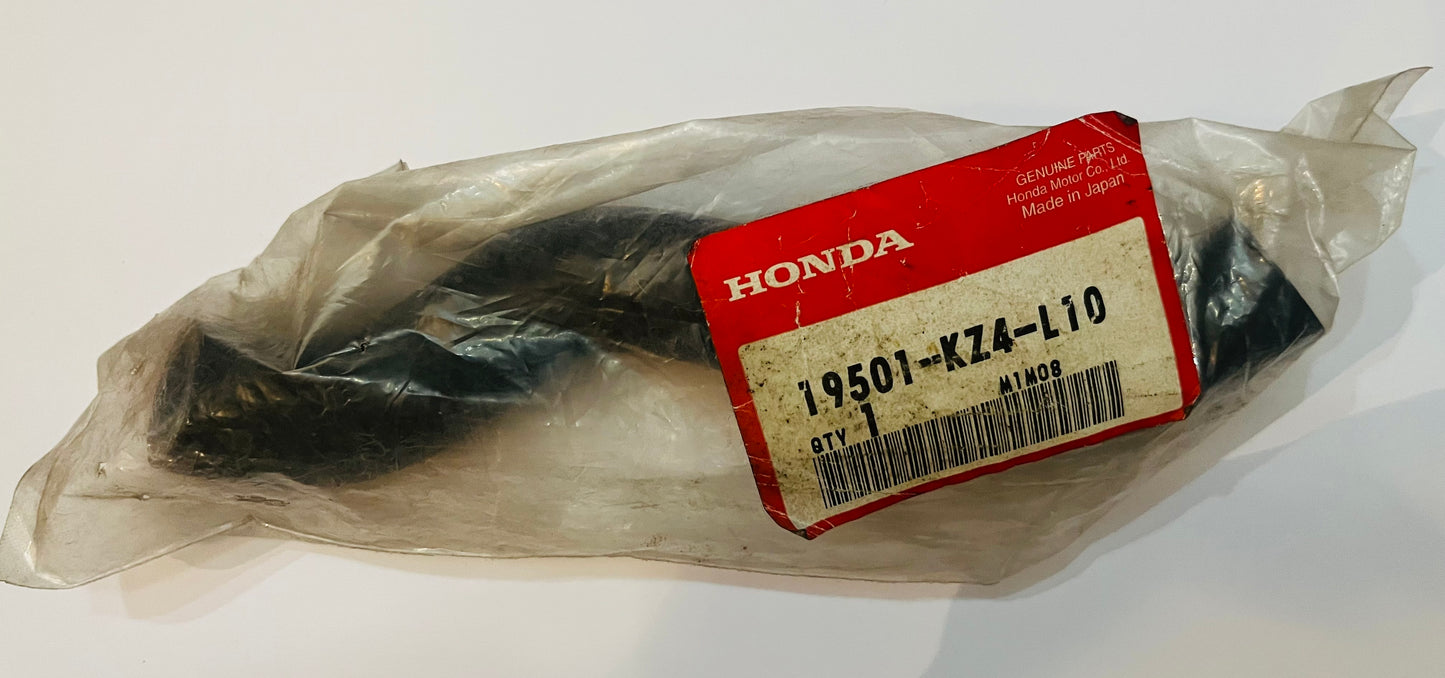 GENUINE PARTS
Honda Motor Co., Ltd.
Made in Japan
HONDA
19501-KZ4-L10
M1M08
QTY 1